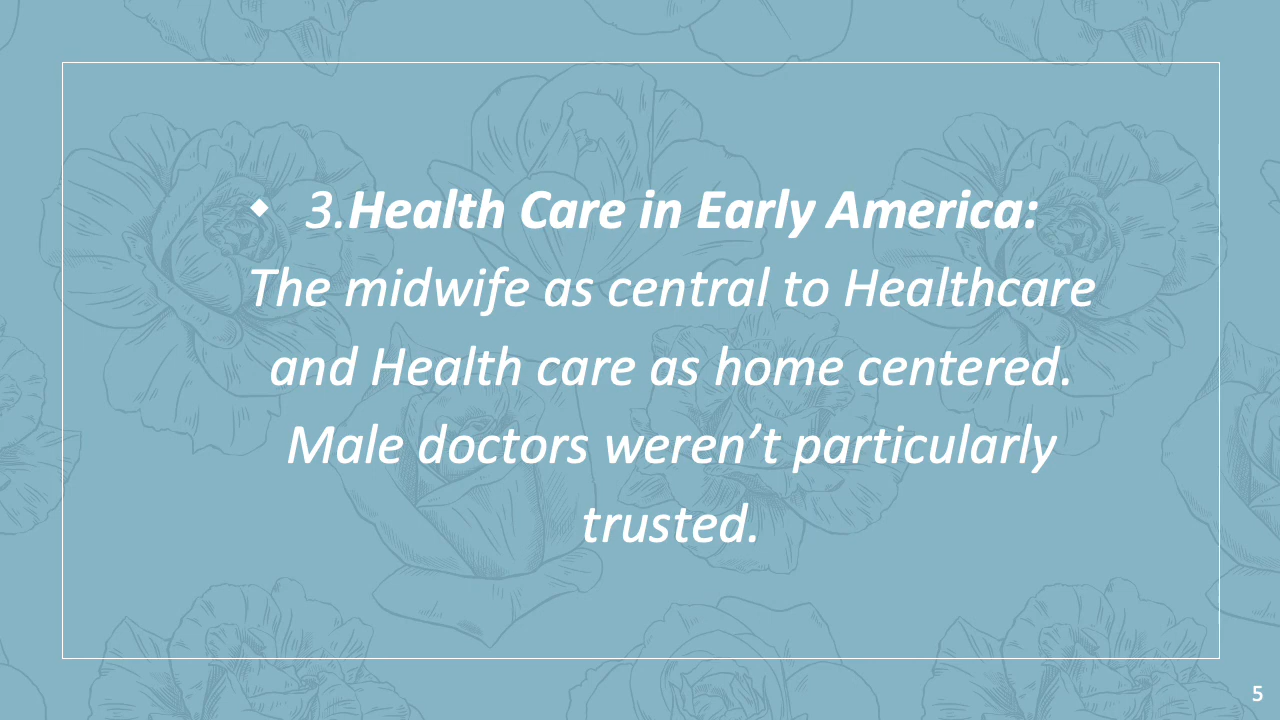 ◆ 3.Health Care in Early America:
The midwife as central to Healthcare
and Health care as home centered.
Male doctors weren’t particularly
trusted.
5